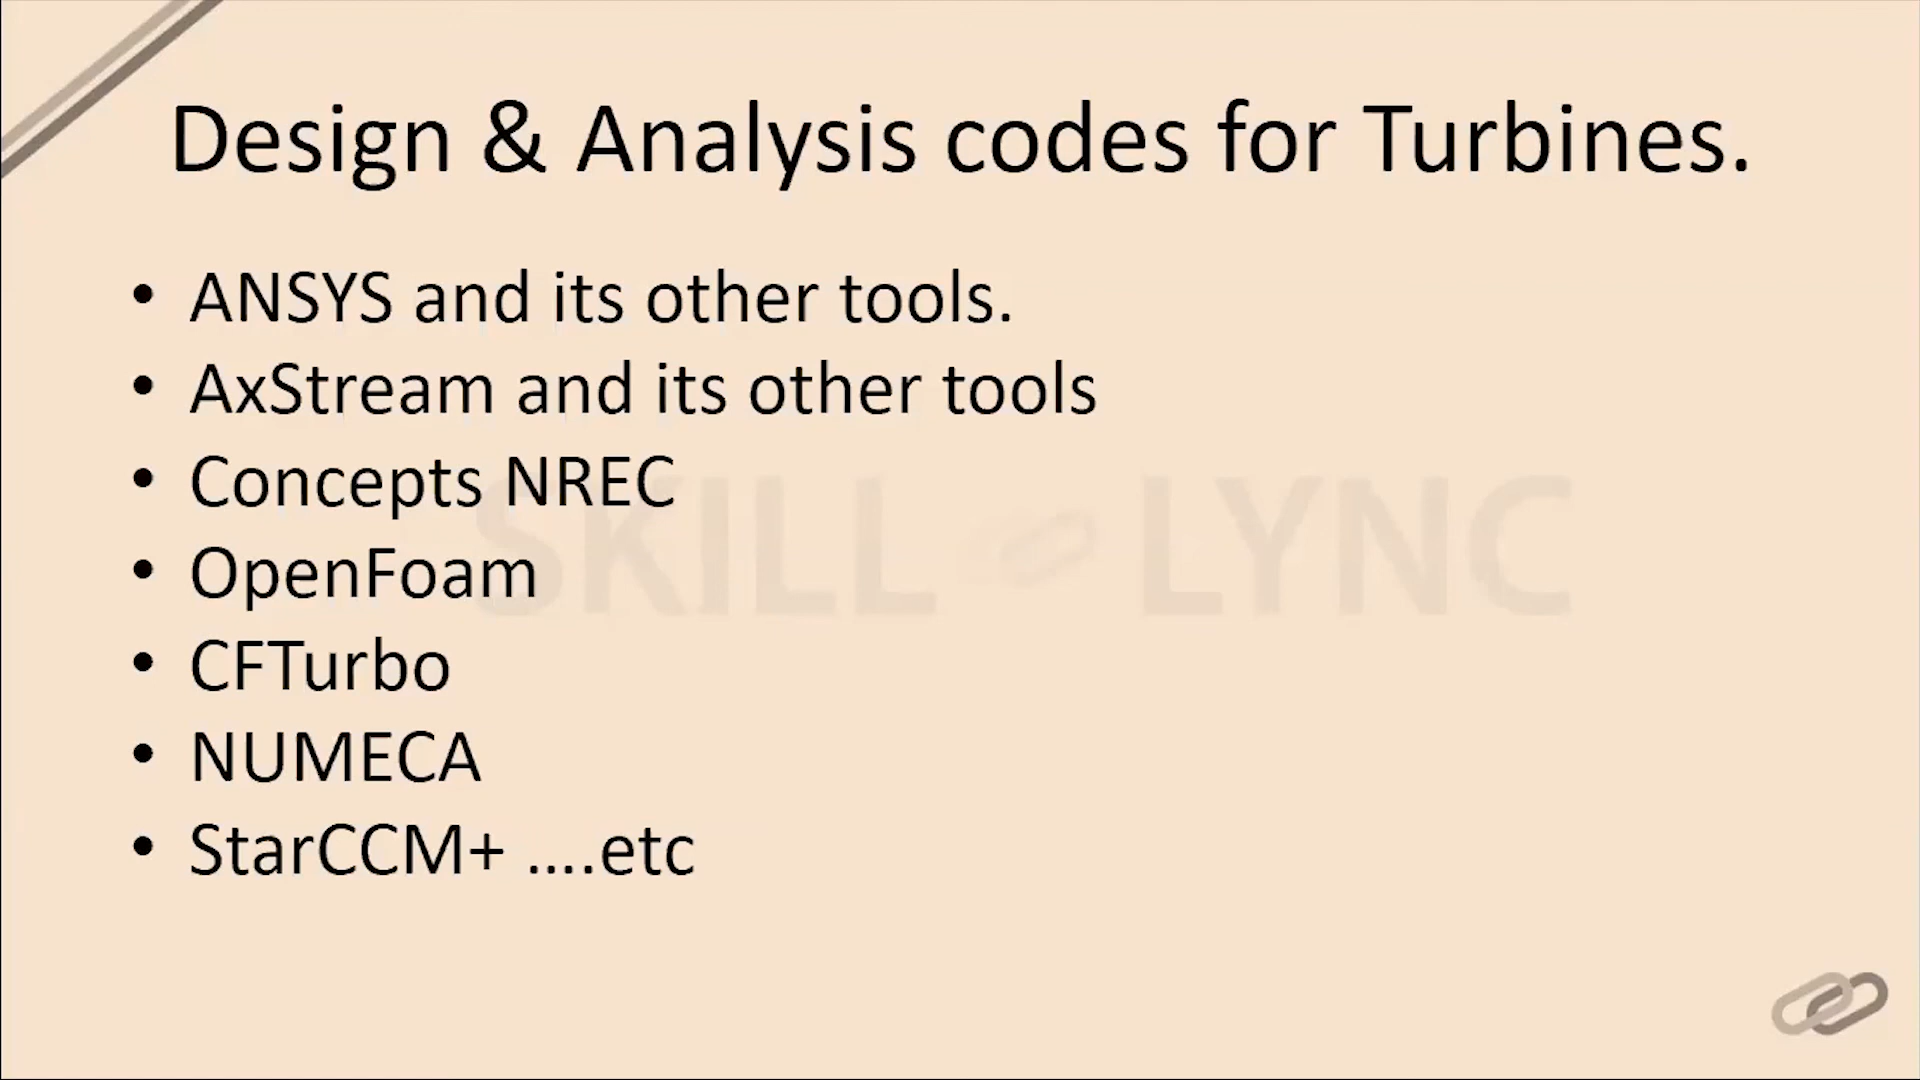 Design & Analysis codes for Turbines.
• ANSYS and its other tools.
• AxStream and its other tools
• Concepts NREC
• OpenFoam
• CFTurbo
• NUMECA
• StarCCM+ ....etc
SKILL LYNC